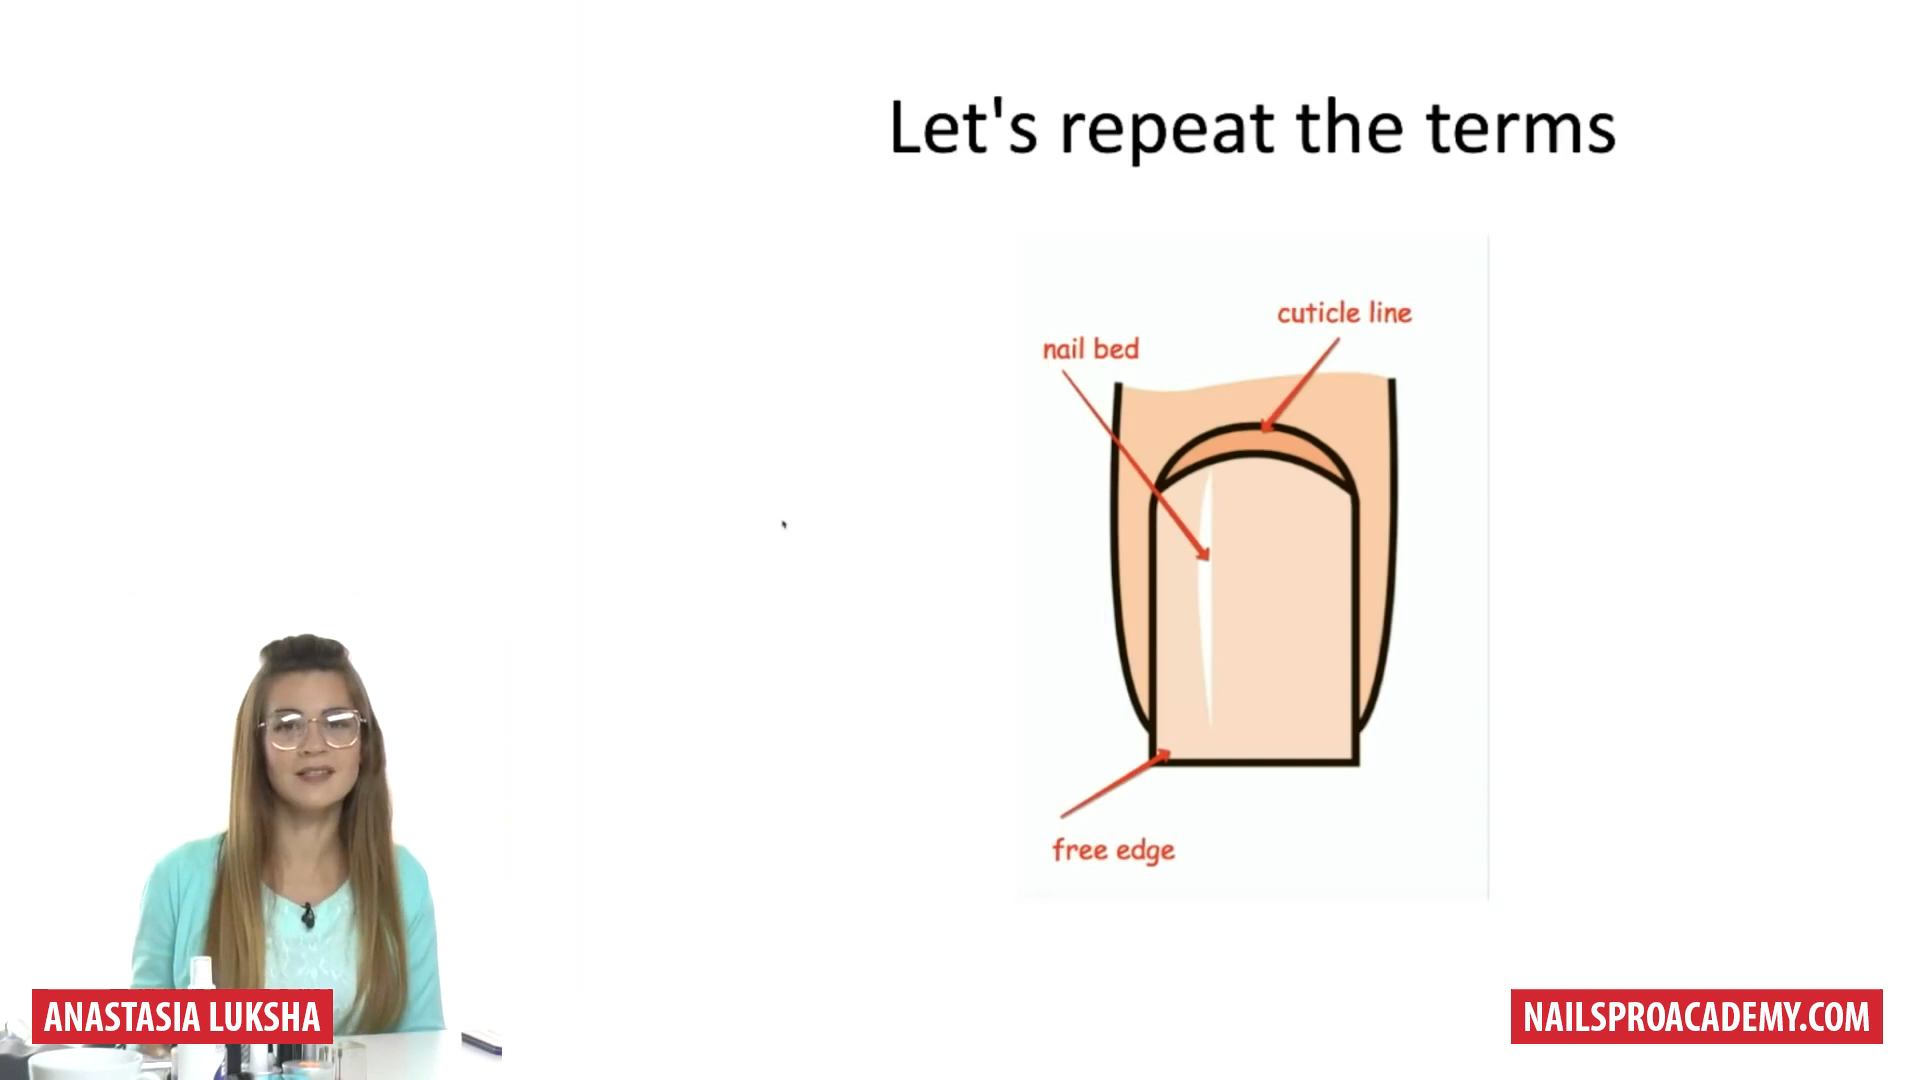 Let's repeat the terms
cuticle line
nail bed
free edge
ANASTASIA LUKSHA
NAILSPROACADEMY.COM